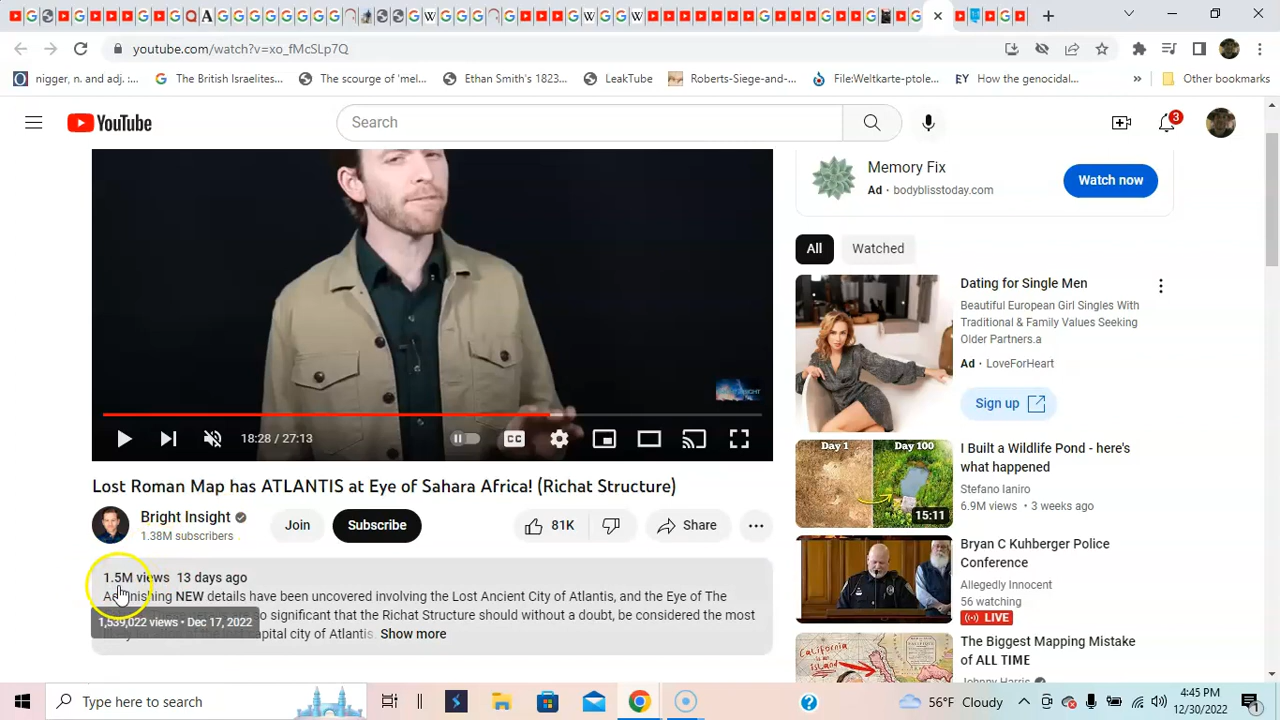 youtube.com/watch?v=xo_fMcSLp7Q
nigger, n. and adj. :...
The British Israelites...
The scourge of 'mel...
Ethan Smith's 1823...
LeakTube
Roberts-Siege-and-...
File:Weltkarte-ptole...
EY How the genocidal...
»
Other bookmarks
YouTube
Search
3
Memory Fix
Ad • bodyblisstoday.com
Watch now
All
Watched
Dating for Single Men
Beautiful European Girl Singles With
Traditional & Family Values Seeking
Older Partners.a
Ad • LoveForHeart
Sign up
18:28 / 27:13
CC
Day 1
Day 100
15:11
I Built a Wildlife Pond - here's
what happened
Stefano Ianiro
6.9M views • 3 weeks ago
Lost Roman Map has ATLANTIS at Eye of Sahara Africa! (Richat Structure)
Bright Insight
1.38M subscribers
Join
Subscribe
81K
Share
Bryan C Kuhberger Police
Conference
Allegedly Innocent
56 watching
LIVE
1.5M views 13 days ago
NEW details have been uncovered involving the Lost Ancient City of Atlantis, and the Eye of The
1,539,022 views • Dec 17, 2022
significant that the Richat Structure should without a doubt, be considered the most
capital city of Atlantis. Show more
The Biggest Mapping Mistake
of ALL TIME
California
Type here to search
56°F Cloudy
4:45 PM
12/30/2022
1